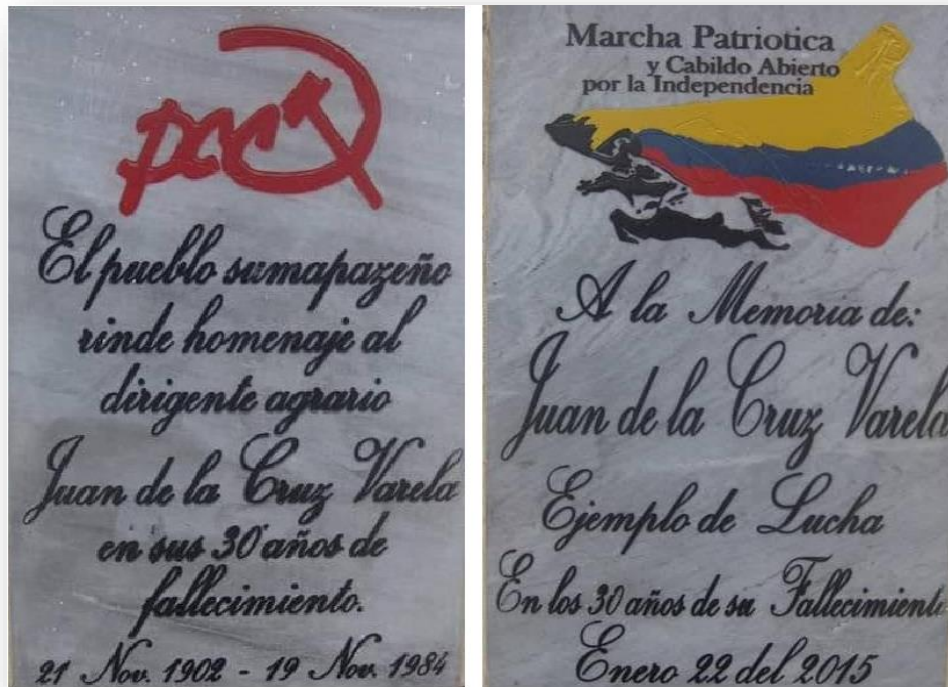 pcc
El pueblo sumapazeño
rinde homenaje al
dirigente agrario
Juan de la Cruz Varela
en sus 30 años de
fallecimiento.
21 Nov. 1902 - 19 Nov. 1984
Marcha Patriotica
y Cabildo Abierto
por la Independencia
A la Memoria de:
Juan de la Cruz Varela
Ejemplo de Lucha
En los 30 años de su Fallecimiento
Enero 22 del 2015